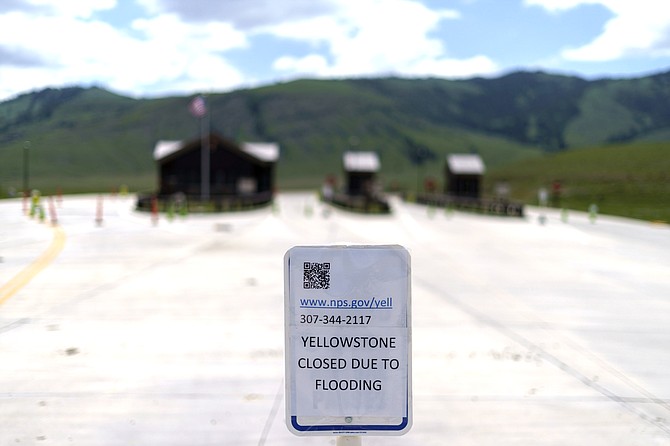 www.nps.gov/yell
307-344-2117
YELLOWSTONE
CLOSED DUE TO
FLOODING